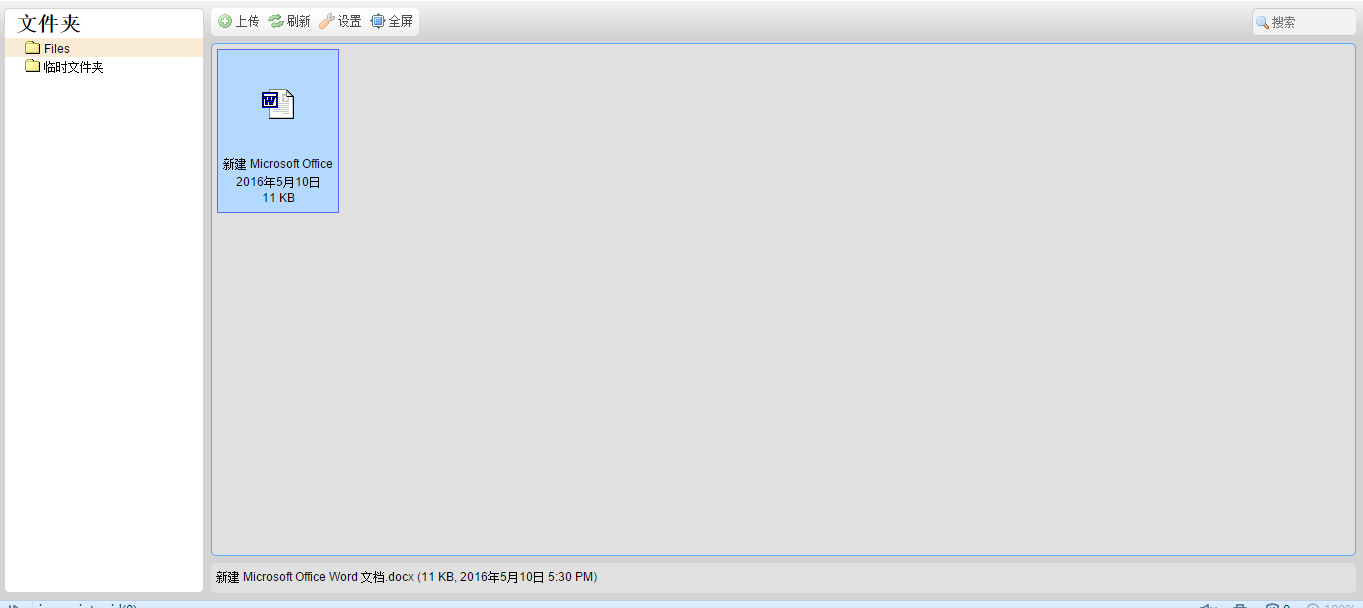 文件夹
Files
临时文件夹
上传 刷新 设置 全屏
搜索
W
新建 Microsoft Office
2016年5月10日
11 KB
新建 Microsoft Office Word 文档.docx (11 KB, 2016年5月10日 5:30 PM)